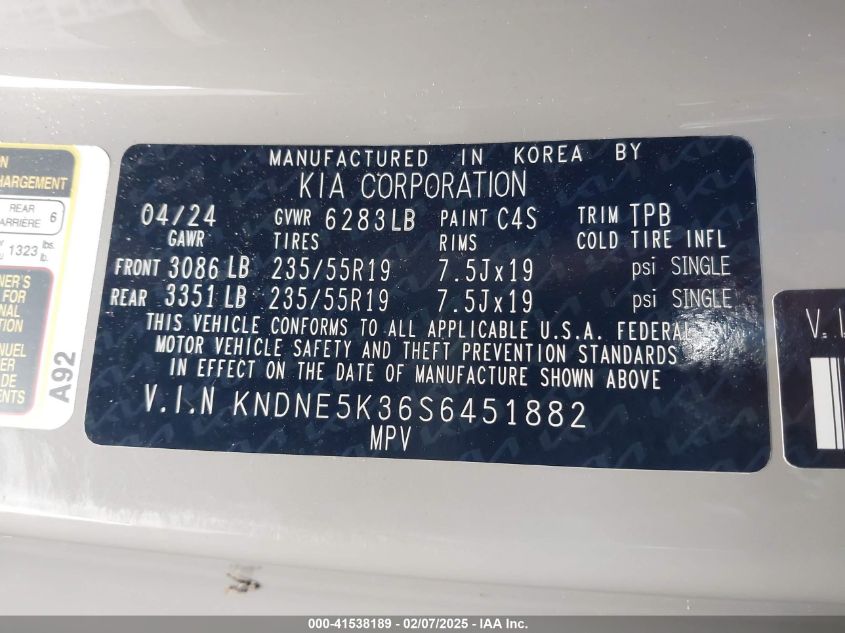 MANUFACTURED IN KOREA BY
KIA CORPORATION
04/24 GVWR 6283LB PAINT C4S TRIM TPB
GAWR TIRES RIMS COLD TIRE INFL
FRONT 3086 LB 235/55R19 7.5Jx19 psi SINGLE
REAR 3351 LB 235/55R19 7.5Jx19 psi SINGLE
THIS VEHICLE CONFORMS TO ALL APPLICABLE U.S.A. FEDERAL
MOTOR VEHICLE SAFETY AND THEFT PREVENTION STANDARDS
IN EFFECT ON THE DATE OF MANUFACTURE SHOWN ABOVE
V.I.N KNDNE5K36S6451882
MPV
REAR
6
1323 lbs.
FOR
A92
000-41538189 - 02/07/2025 - IAA Inc.